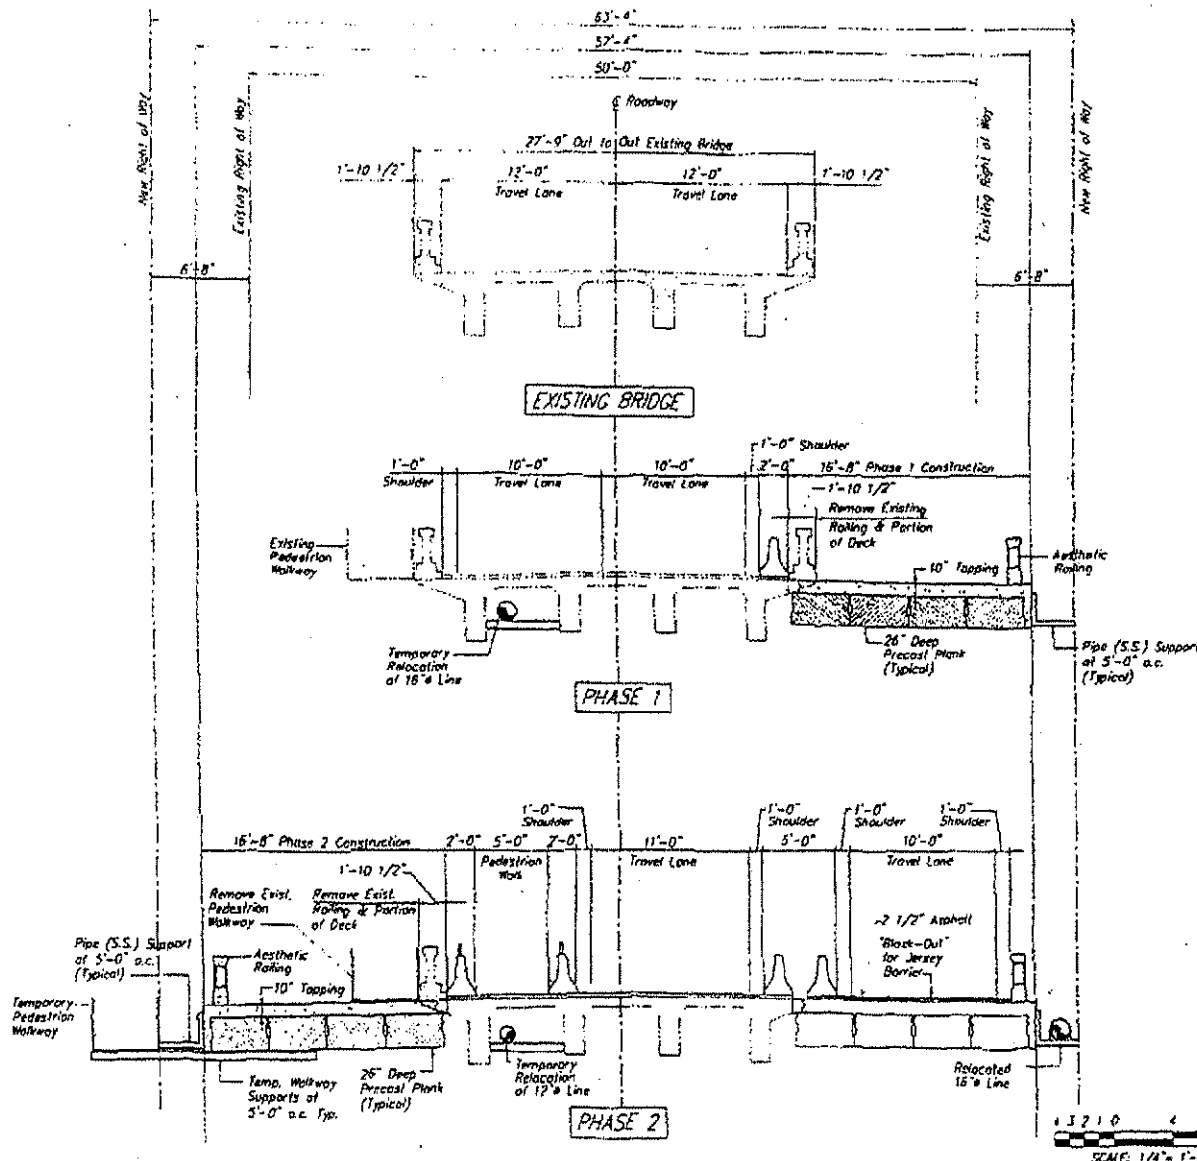 63'-4"
57'-4"
50'-0"
℄ Roadway
27'-9" Out to Out Existing Bridge
1'-10 1/2"
12'-0"
12'-0"
1'-10 1/2"
Travel Lane
Travel Lane
New Right of Way
Existing Right of Way
Existing Right of Way
New Right of Way
6'-8"
6'-8"
EXISTING BRIDGE
1'-0" Shoulder
1'-0"
10'-0"
10'-0"
2'-0"
16'-8" Phase 1 Construction
Shoulder
Travel Lane
Travel Lane
1'-10 1/2"
Remove Existing
Railing & Portion
of Deck
Existing
Pedestrian
Walkway
10" Topping
Aesthetic
Railing
Temporary
Relocation
of 16"ø Line
26" Deep
Precast Plank
(Typical)
Pipe (S.S.) Support
at 5'-0" o.c.
(Typical)
PHASE 1
1'-0"
Shoulder
1'-0"
Shoulder
1'-0"
Shoulder
1'-0"
Shoulder
16'-8" Phase 2 Construction
2'-0"
5'-0"
2'-0"
11'-0"
5'-0"
10'-0"
Pedestrian
Walk
Travel Lane
Travel Lane
1'-10 1/2"
Remove Exist.
Pedestrian
Walkway
Remove Exist.
Railing & Portion
of Deck
2 1/2" Asphalt
"Block-Out"
for Jersey
Barrier
Pipe (S.S.) Support
at 5'-0" o.c.
(Typical)
Aesthetic
Railing
10" Topping
Temporary
Pedestrian
Walkway
Temp. Walkway
Supports at
5'-0" o.c. Typ.
26" Deep
Precast Plank
(Typical)
Temporary
Relocation
of 12"ø Line
Relocated
16"ø Line
PHASE 2
4 3 2 1 0 4
SCALE: 1/4"= 1'-